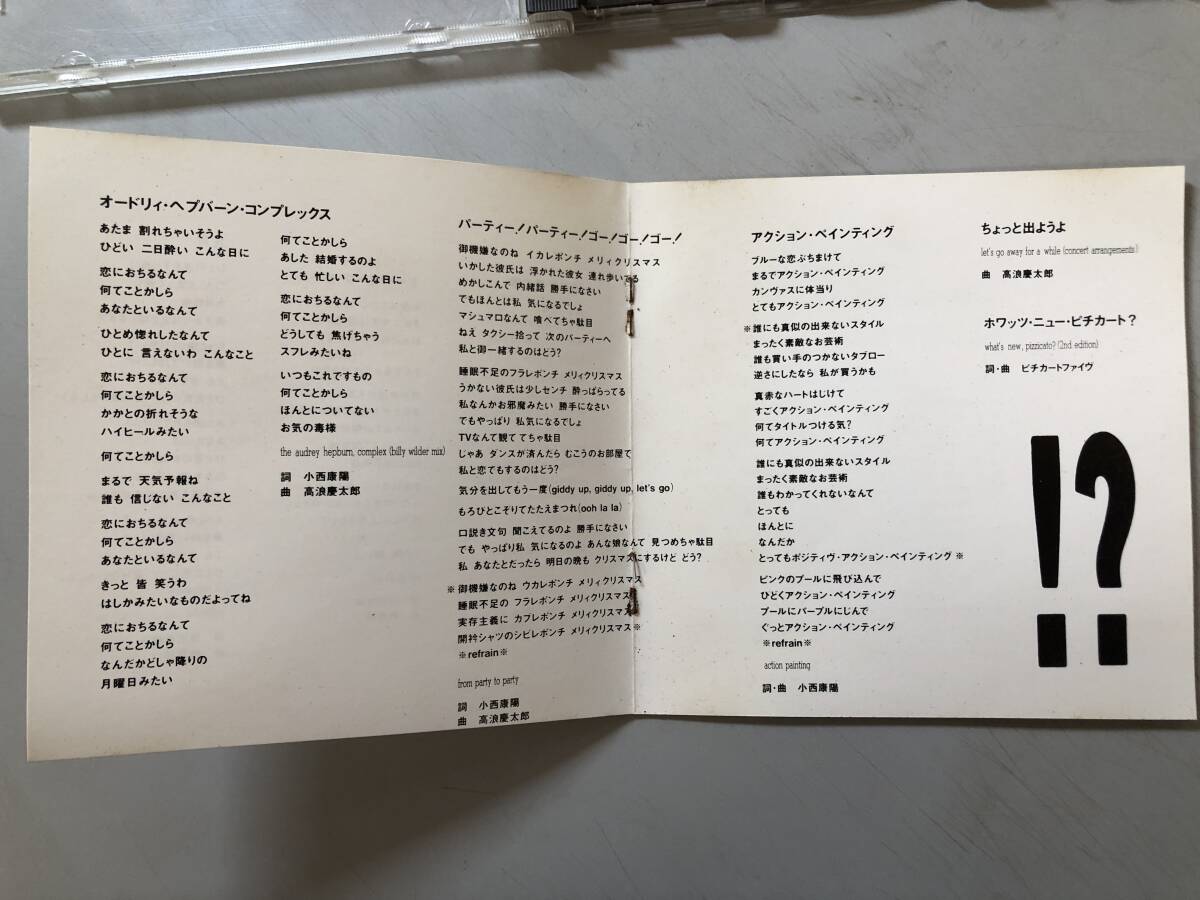 オードリィ・ヘプバーン・コンプレックス
あたま 割れちゃいそうよ
ひどい 二日酔い こんな日に
恋におちるなんて
何てことかしら
あなたといるなんて
ひとめ惚れしたなんて
ひとに 言えないわ こんなこと
恋におちるなんて
何てことかしら
かかとの折れそうな
ハイヒールみたい
何てことかしら
まるで 天気予報ね
誰も 信じない こんなこと
恋におちるなんて
何てことかしら
あなたといるなんて
きっと 皆 笑うわ
はしかみたいなものだよってね
恋におちるなんて
何てことかしら
なんだかどしゃ降りの
月曜日みたい
何てことかしら
あした 結婚するのよ
とても 忙しい こんな日に
恋におちるなんて
何てことかしら
どうしても 焦げちゃう
スフレみたいね
いつもこれですもの
何てことかしら
ほんとについてない
お気の毒様
the audrey hepburn, complex (billy wilder mix)
詞 小西康陽
曲 高浪慶太郎
パーティー!パーティー!ゴー!ゴー!ゴー!
御機嫌なのね イカレポンチ メリィクリスマス
いかした彼氏は 浮かれた彼女 連れ歩いてる
めかしこんで 内緒話 勝手になさい
でもほんとは私 気になるでしょ
マシュマロなんて 喰べてちゃ駄目
ねえ タクシー拾って 次のパーティーへ
私と御一緒するのはどう?
睡眠不足のフラレポンチ メリィクリスマス
うかない彼氏は少しセンチ 酔っぱらってる
私なんかお邪魔みたい 勝手になさい
でもやっぱり 私気になるでしょ
TVなんて観て てちゃ駄目
じゃあ ダンスが済んだら むこうのお部屋で
私と恋でもするのはどう?
気分を出してもう一度(giddy up, giddy up, let's go)
もろびとこぞりてたたえまつれ(ooh la la)
口説き文句 聞こえてるのよ 勝手になさい
でも やっぱり私 気になるのよ あんな娘なんて 見つめちゃ駄目
私 あなたとだったら 明日の晩も クリスマスにするけど どう?
※御機嫌なのね ウカレポンチ メリィクリスマス
睡眠不足の フラレポンチ メリィクリスマス
実存主義に カブレポンチ メリィクリスマス
開衿シャツのシビレポンチ メリィクリスマス※
※refrain※
from party to party
詞 小西康陽
曲 高浪慶太郎
アクション・ペインティング
ブルーな恋ぶちまけて
まるでアクション・ペインティング
カンヴァスに体当り
とてもアクション・ペインティング
※誰にも真似の出来ないスタイル
まったく素敵なお芸術
誰も買い手のつかないタブロー
逆さにしたなら 私が買うかも
真赤なハートはじけて
すごくアクション・ペインティング
何てタイトルつける気?
何てアクション・ペインティング
誰にも真似の出来ないスタイル
まったく素敵なお芸術
誰もわかってくれないなんて
とっても
ほんとに
なんだか
とってもポジティヴ・アクション・ペインティング ※
ピンクのプールに飛び込んで
ひどくアクション・ペインティング
プールにパープルにじんで
ぐっとアクション・ペインティング
※refrain※
action painting
詞・曲 小西康陽
ちょっと出ようよ
let's go away for a while (concert arrangements)
曲 高浪慶太郎
ホワッツ・ニュー・ピチカート?
what's new, pizzicato? (2nd edition)
詞・曲 ピチカートファイヴ
!?